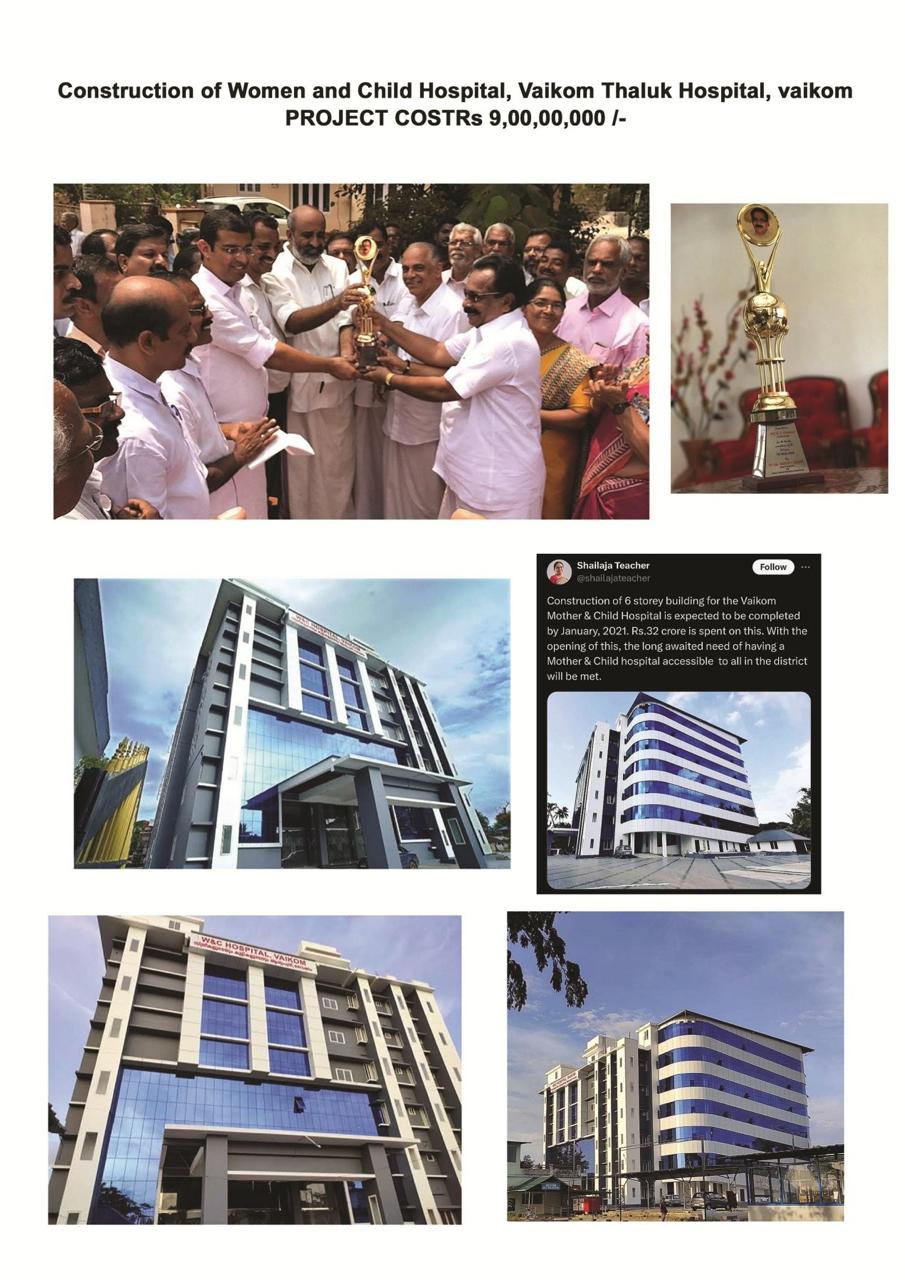 Construction of Women and Child Hospital, Vaikom Thaluk Hospital, vaikom
PROJECT COSTRs 9,00,00,000 /-
Shailaja Teacher
@shailajateacher
Follow
Construction of 6 storey building for the Vaikom
Mother & Child Hospital is expected to be completed
by January, 2021. Rs.32 crore is spent on this. With the
opening of this, the long awaited need of having a
Mother & Child hospital accessible to all in the district
will be met.
W&C HOSPITAL, VAIKOM